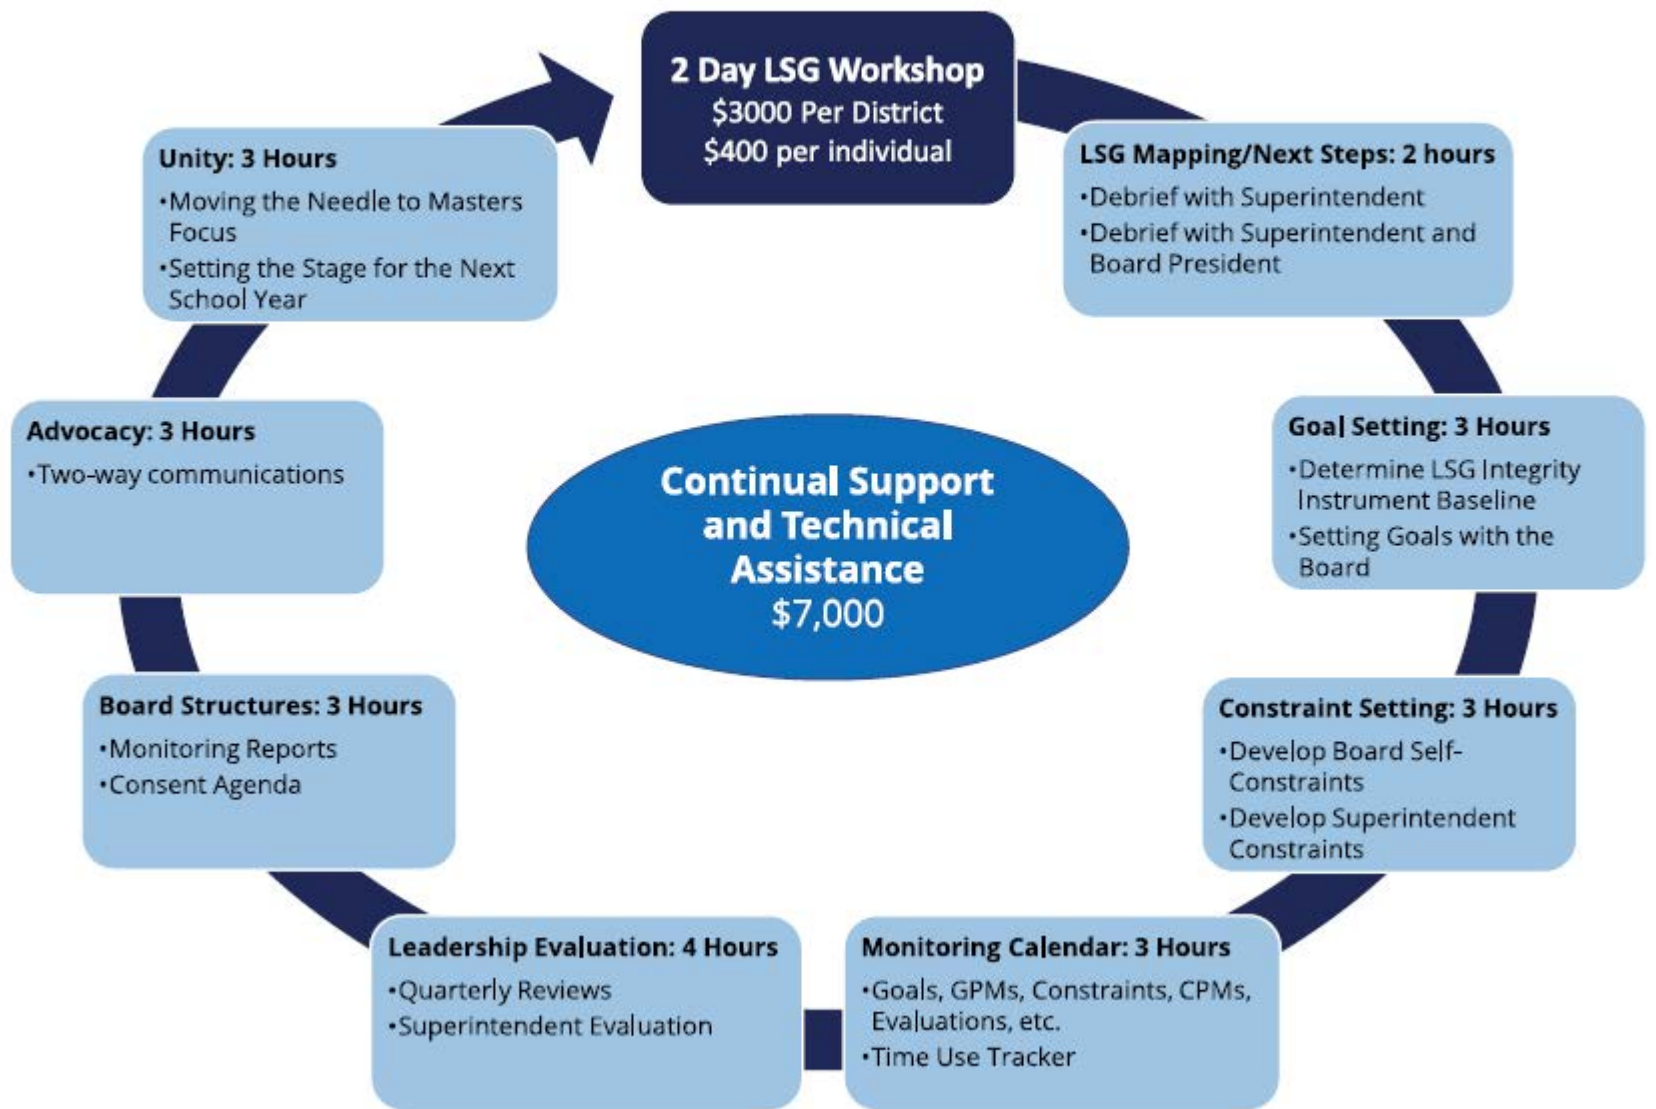 2 Day LSG Workshop
$3000 Per District
$400 per individual
LSG Mapping/Next Steps: 2 hours
•Debrief with Superintendent
•Debrief with Superintendent and
Board President
Goal Setting: 3 Hours
•Determine LSG Integrity
Instrument Baseline
•Setting Goals with the
Board
Constraint Setting: 3 Hours
•Develop Board Self-
Constraints
•Develop Superintendent
Constraints
Monitoring Calendar: 3 Hours
•Goals, GPMs, Constraints, CPMs,
Evaluations, etc.
•Time Use Tracker
Leadership Evaluation: 4 Hours
•Quarterly Reviews
•Superintendent Evaluation
Board Structures: 3 Hours
•Monitoring Reports
•Consent Agenda
Advocacy: 3 Hours
•Two-way communications
Unity: 3 Hours
•Moving the Needle to Masters
Focus
•Setting the Stage for the Next
School Year
Continual Support
and Technical
Assistance
$7,000